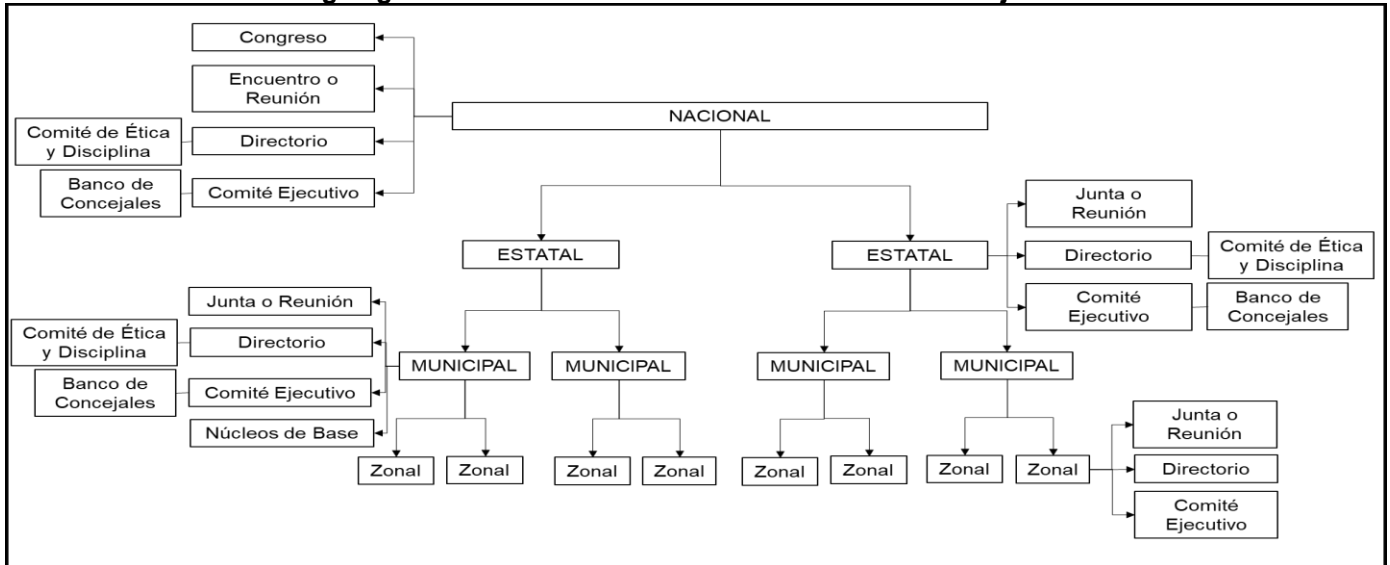 Congreso
Encuentro o
Reunión
NACIONAL
Comité de Ética
y Disciplina
Directorio
Banco de
Concejales
Comité Ejecutivo
Junta o
Reunión
ESTATAL
ESTATAL
Directorio
Comité de Ética
y Disciplina
Comité
Ejecutivo
Banco de
Concejales
Junta o Reunión
Comité de Ética
y Disciplina
Directorio
MUNICIPAL
MUNICIPAL
MUNICIPAL
MUNICIPAL
Banco de
Concejales
Comité Ejecutivo
Núcleos de Base
Zonal
Zonal
Zonal
Zonal
Zonal
Zonal
Zonal
Zonal
Junta o
Reunión
Directorio
Comité
Ejecutivo